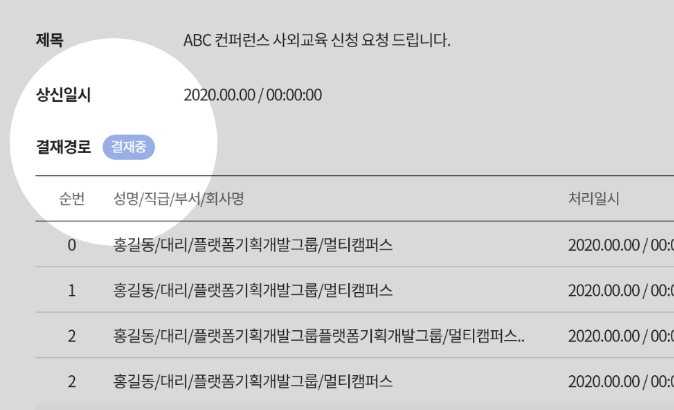 제목 ABC 컨퍼런스 사외교육 신청 요청 드립니다.
상신일시 2020.00.00 / 00:00:00
결재경로 결재중
순번 성명/직급/부서/회사명 처리일시
0 홍길동/대리/플랫폼기획개발그룹/멀티캠퍼스 2020.00.00 / 00:
1 홍길동/대리/플랫폼기획개발그룹/멀티캠퍼스 2020.00.00 / 00:
2 홍길동/대리/플랫폼기획개발그룹플랫폼기획개발그룹/멀티캠퍼스.. 2020.00.00 / 00:
2 홍길동/대리/플랫폼기획개발그룹/멀티캠퍼스 2020.00.00 / 00: